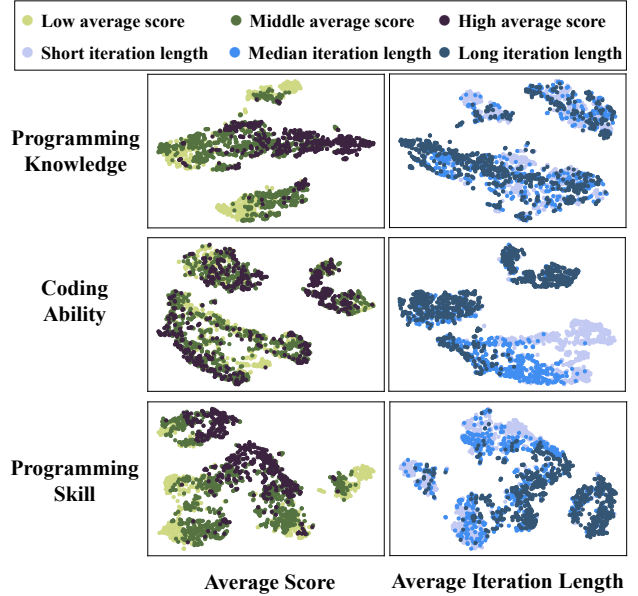 Low average score Middle average score High average score
Short iteration length Median iteration length Long iteration length
Programming
Knowledge
Coding
Ability
Programming
Skill
Average Score Average Iteration Length